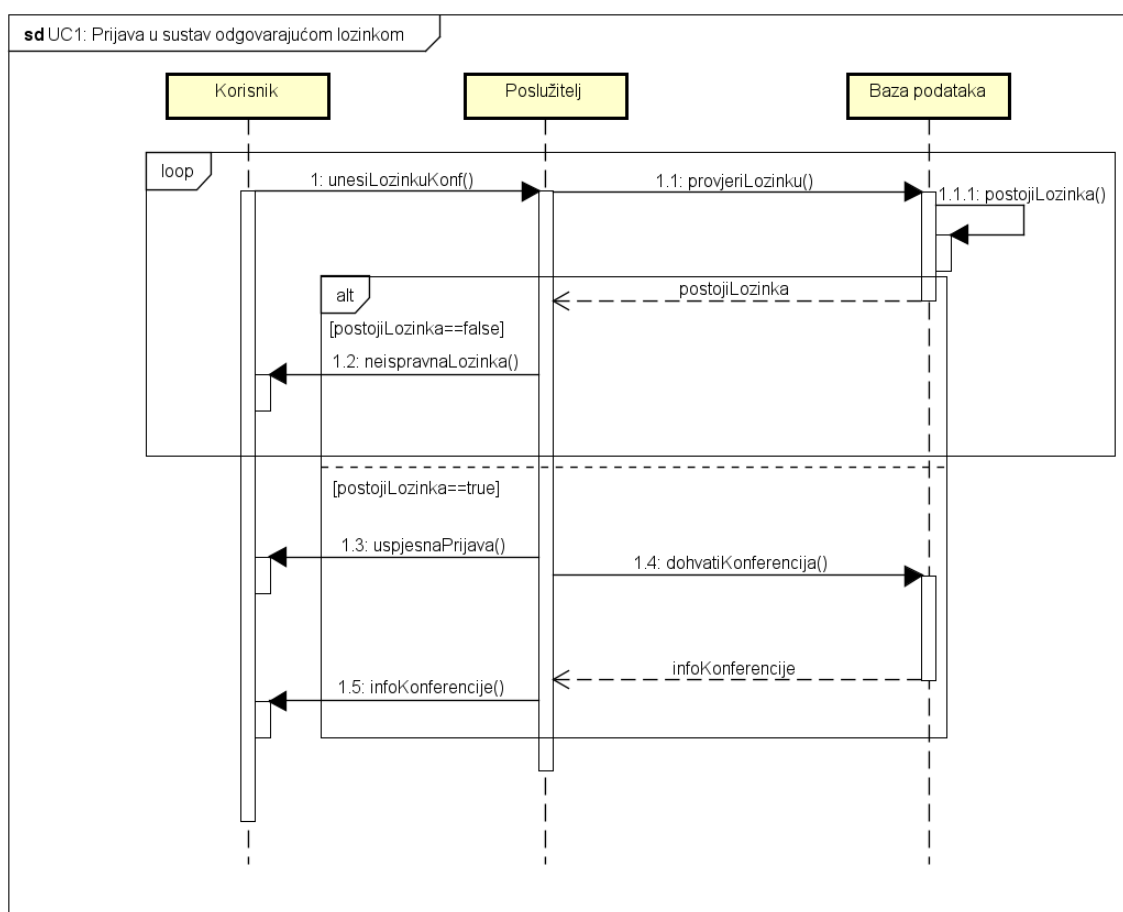 sd UC1: Prijava u sustav odgovarajućom lozinkom
Korisnik
Poslužitelj
Baza podataka
loop
1: unesiLozinkuKonf()
1.1: provjeriLozinku()
1.1.1: postojiLozinka()
alt
postojiLozinka
[postojiLozinka==false]
1.2: neispravnaLozinka()
[postojiLozinka==true]
1.3: uspjesnaPrijava()
1.4: dohvatiKonferencija()
infoKonferencije
1.5: infoKonferencije()